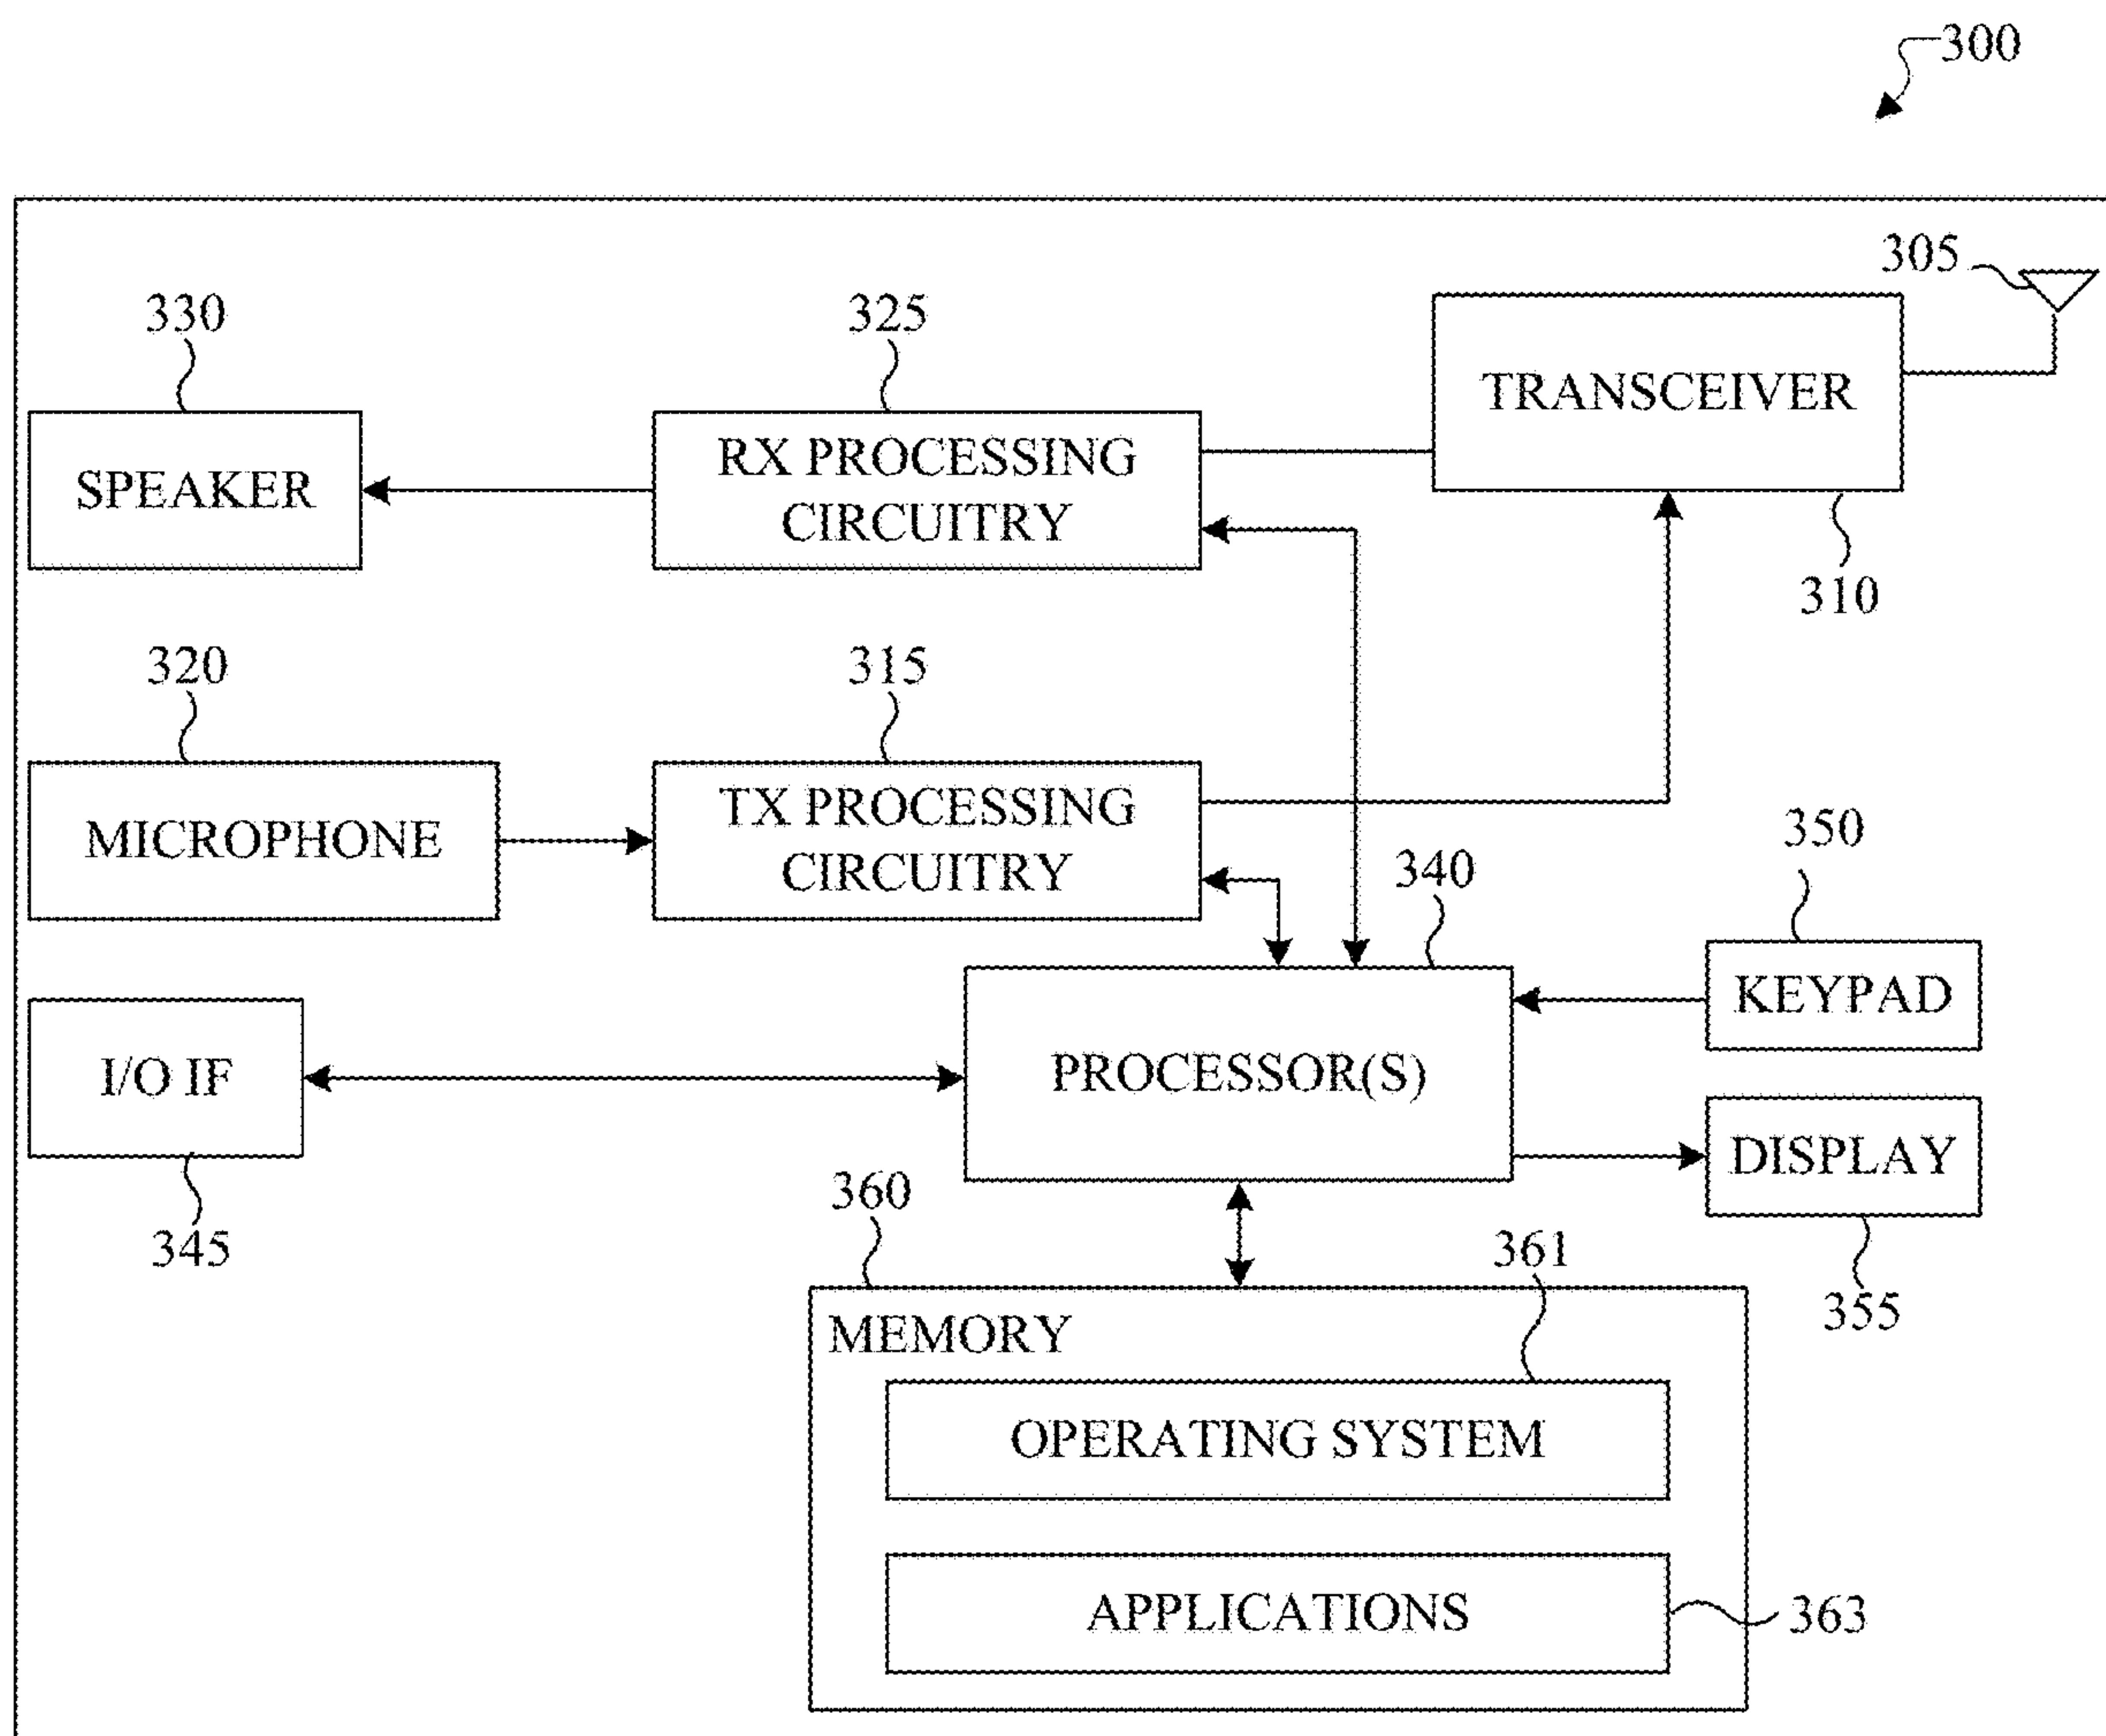 300
305
330
325
TRANSCEIVER
SPEAKER
RX PROCESSING
CIRCUITRY
310
320
315
MICROPHONE
TX PROCESSING
CIRCUITRY
350
340
KEYPAD
I/O IF
PROCESSOR(S)
DISPLAY
345
360
361
355
MEMORY
OPERATING SYSTEM
APPLICATIONS
363